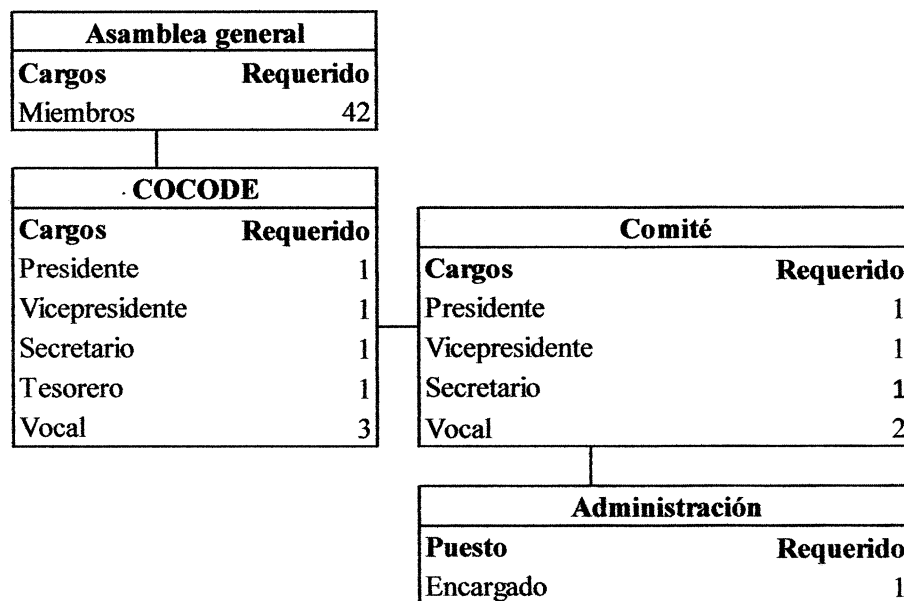 Asamblea general
Cargos Requerido
Miembros 42
COCODE
Cargos Requerido
Presidente 1
Vicepresidente 1
Secretario 1
Tesorero 1
Vocal 3
Comité
Cargos Requerido
Presidente 1
Vicepresidente 1
Secretario 1
Vocal 2
Administración
Puesto Requerido
Encargado 1